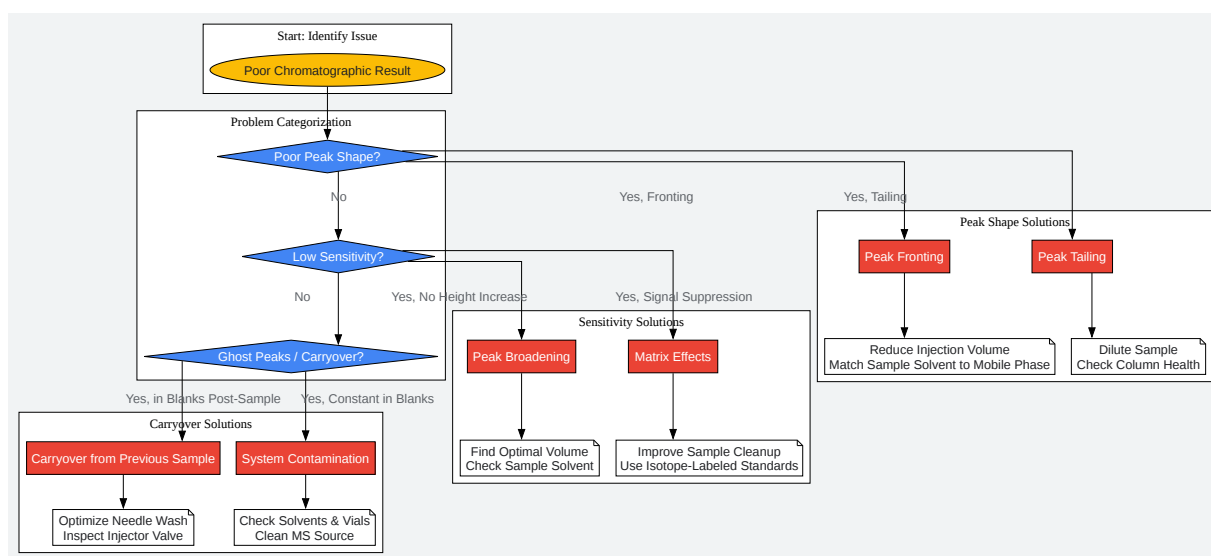 Start: Identify Issue
Poor Chromatographic Result
Problem Categorization
Poor Peak Shape?
No
Yes, Fronting
Yes, Tailing
Peak Shape Solutions
Low Sensitivity?
Peak Fronting
Peak Tailing
No
Yes, No Height Increase
Yes, Signal Suppression
Sensitivity Solutions
Ghost Peaks / Carryover?
Peak Broadening
Matrix Effects
Reduce Injection Volume
Match Sample Solvent to Mobile Phase
Dilute Sample
Check Column Health
Yes, in Blanks Post-Sample
Yes, Constant in Blanks
Carryover Solutions
Carryover from Previous Sample
System Contamination
Find Optimal Volume
Check Sample Solvent
Improve Sample Cleanup
Use Isotope-Labeled Standards
Optimize Needle Wash
Inspect Injector Valve
Check Solvents & Vials
Clean MS Source